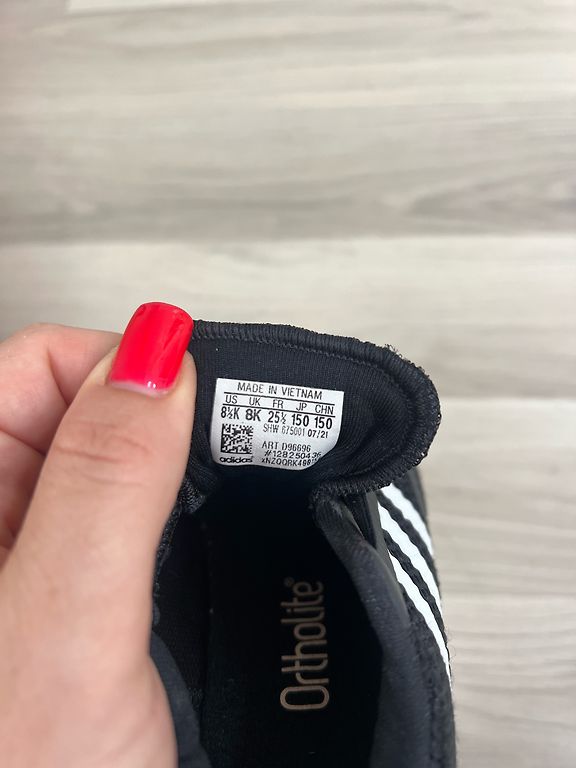 MADE IN VIETNAM
US UK FR JP CHN
8½K 8K 25½ 150 150
SHW 675001 07/21
ART D96696
#128250436
adidas
Ortholite®